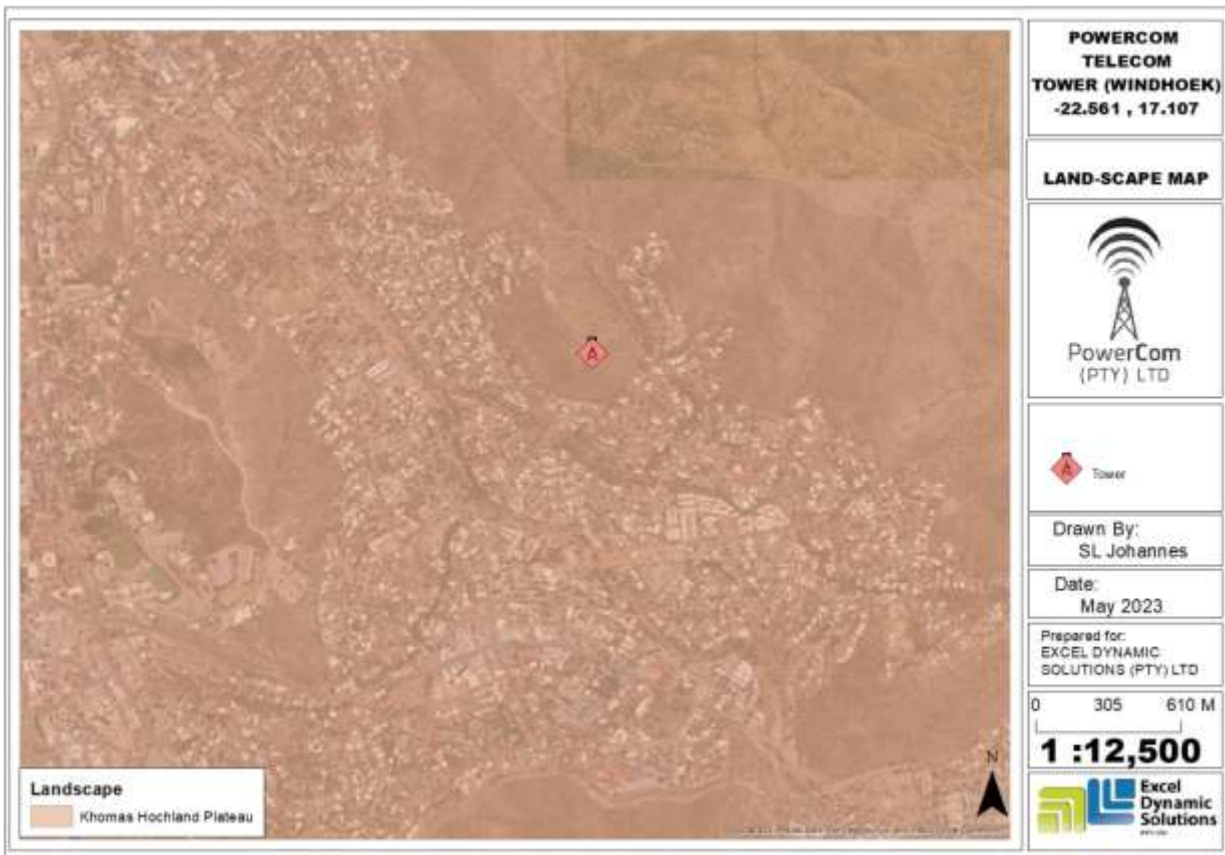 POWERCOM
TELECOM
TOWER (WINDHOEK)
-22.561 , 17.107
LAND-SCAPE MAP
PowerCom
(PTY) LTD
A
Tower
A
Drawn By:
SL Johannes
Date:
May 2023
Prepared for:
EXCEL DYNAMIC
SOLUTIONS (PTY) LTD
0 305 610 M
1 :12,500
N
Landscape
Khomas Hochland Plateau
Excel
Dynamic
Solutions